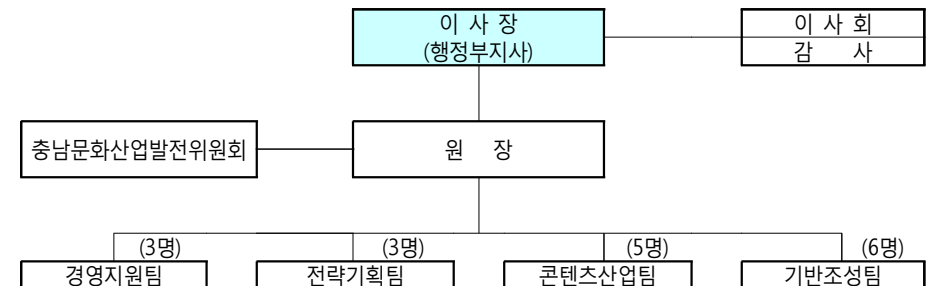 이 사 장
(행정부지사)
이 사 회
감 사
충남문화산업발전위원회
원 장
(3명)
(3명)
(5명)
(6명)
경영지원팀
전략기획팀
콘텐츠산업팀
기반조성팀